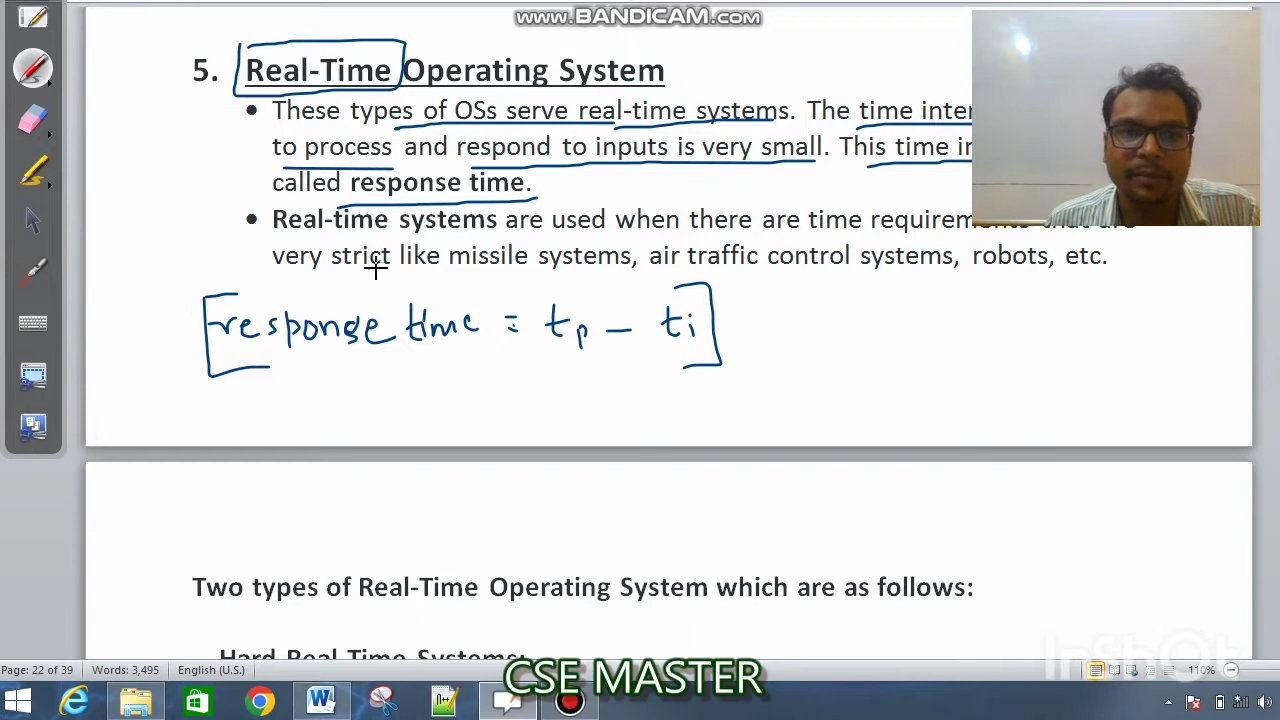 www.BANDICAM.com
5. Real-Time Operating System
• These types of OSs serve real-time systems. The time inter
to process and respond to inputs is very small. This time in
called response time.
• Real-time systems are used when there are time requirements that are
very strict like missile systems, air traffic control systems, robots, etc.
response time = tp - ti
Two types of Real-Time Operating System which are as follows:
Hard Real Time Systems:
InShOt
Page: 22 of 39 Words: 3,495 English (U.S.) 110%
CSE MASTER